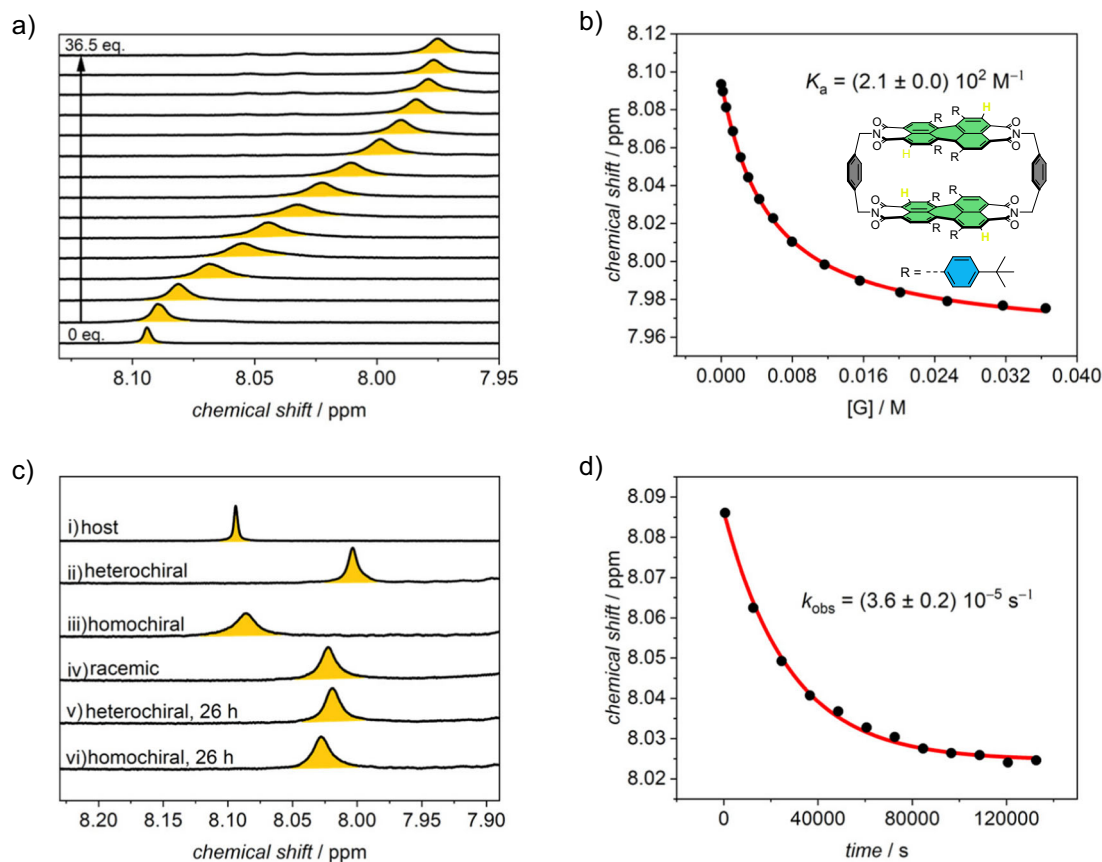 a)
36.5 eq.
0 eq.
8.10 8.05 8.00 7.95
chemical shift / ppm
b)
chemical shift / ppm
8.10
8.08
8.06
8.04
8.02
8.00
7.98
7.96
Kₐ = (2.1 ± 0.0) 10² M⁻¹
H
O R R O
N N
O R R O
H
H
O R R O
N N
O R R O
H
R =
0.000 0.008 0.016 0.024 0.032 0.040
[G] / M
c)
i) host
ii) heterochiral
iii) homochiral
iv) racemic
v) heterochiral, 26 h
vi) homochiral, 26 h
8.20 8.15 8.10 8.05 8.00 7.95 7.90
chemical shift / ppm
d)
chemical shift / ppm
8.09
8.08
8.07
8.06
8.05
8.04
8.03
8.02
k_obs = (3.6 ± 0.2) 10⁻⁵ s⁻¹
0 40000 80000 120000
time / s